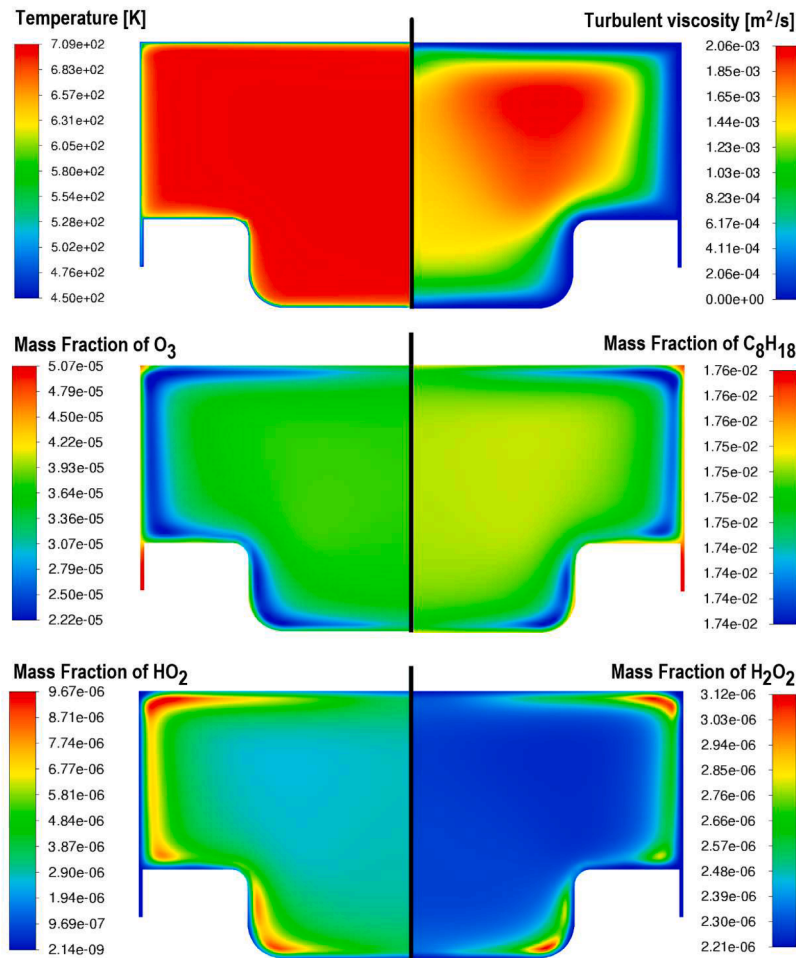 Temperature [K]
7.09e+02
6.83e+02
6.57e+02
6.31e+02
6.05e+02
5.80e+02
5.54e+02
5.28e+02
5.02e+02
4.76e+02
4.50e+02
Turbulent viscosity [m²/s]
2.06e-03
1.85e-03
1.65e-03
1.44e-03
1.23e-03
1.03e-03
8.23e-04
6.17e-04
4.11e-04
2.06e-04
0.00e+00
Mass Fraction of O₃
5.07e-05
4.79e-05
4.50e-05
4.22e-05
3.93e-05
3.64e-05
3.36e-05
3.07e-05
2.79e-05
2.50e-05
2.22e-05
Mass Fraction of C₈H₁₈
1.76e-02
1.76e-02
1.76e-02
1.75e-02
1.75e-02
1.75e-02
1.75e-02
1.74e-02
1.74e-02
1.74e-02
Mass Fraction of HO₂
9.67e-06
8.71e-06
7.74e-06
6.77e-06
5.81e-06
4.84e-06
3.87e-06
2.90e-06
1.94e-06
9.69e-07
2.14e-09
Mass Fraction of H₂O₂
3.12e-06
3.03e-06
2.94e-06
2.85e-06
2.76e-06
2.66e-06
2.57e-06
2.48e-06
2.39e-06
2.30e-06
2.21e-06